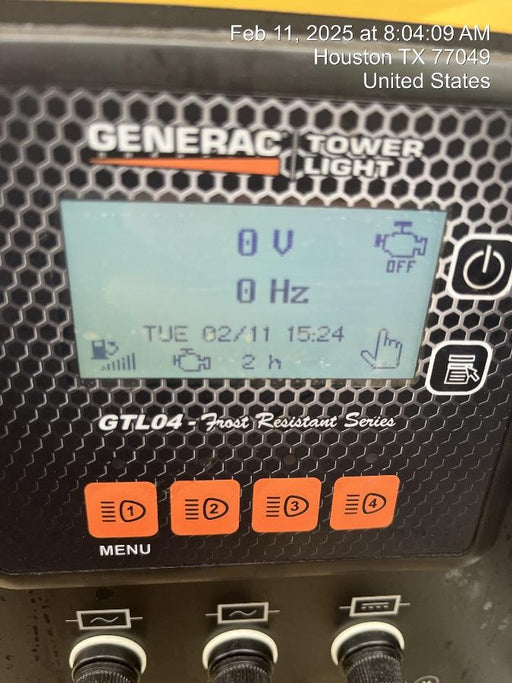 Feb 11, 2025 at 8:04:09 AM
Houston TX 77049
United States
GENERAC TOWER
LIGHT
0 V
OFF
0 Hz
TUE 02/11 15:24
2 h
GTL04 - Frost Resistant Series
1 2 3 4
MENU